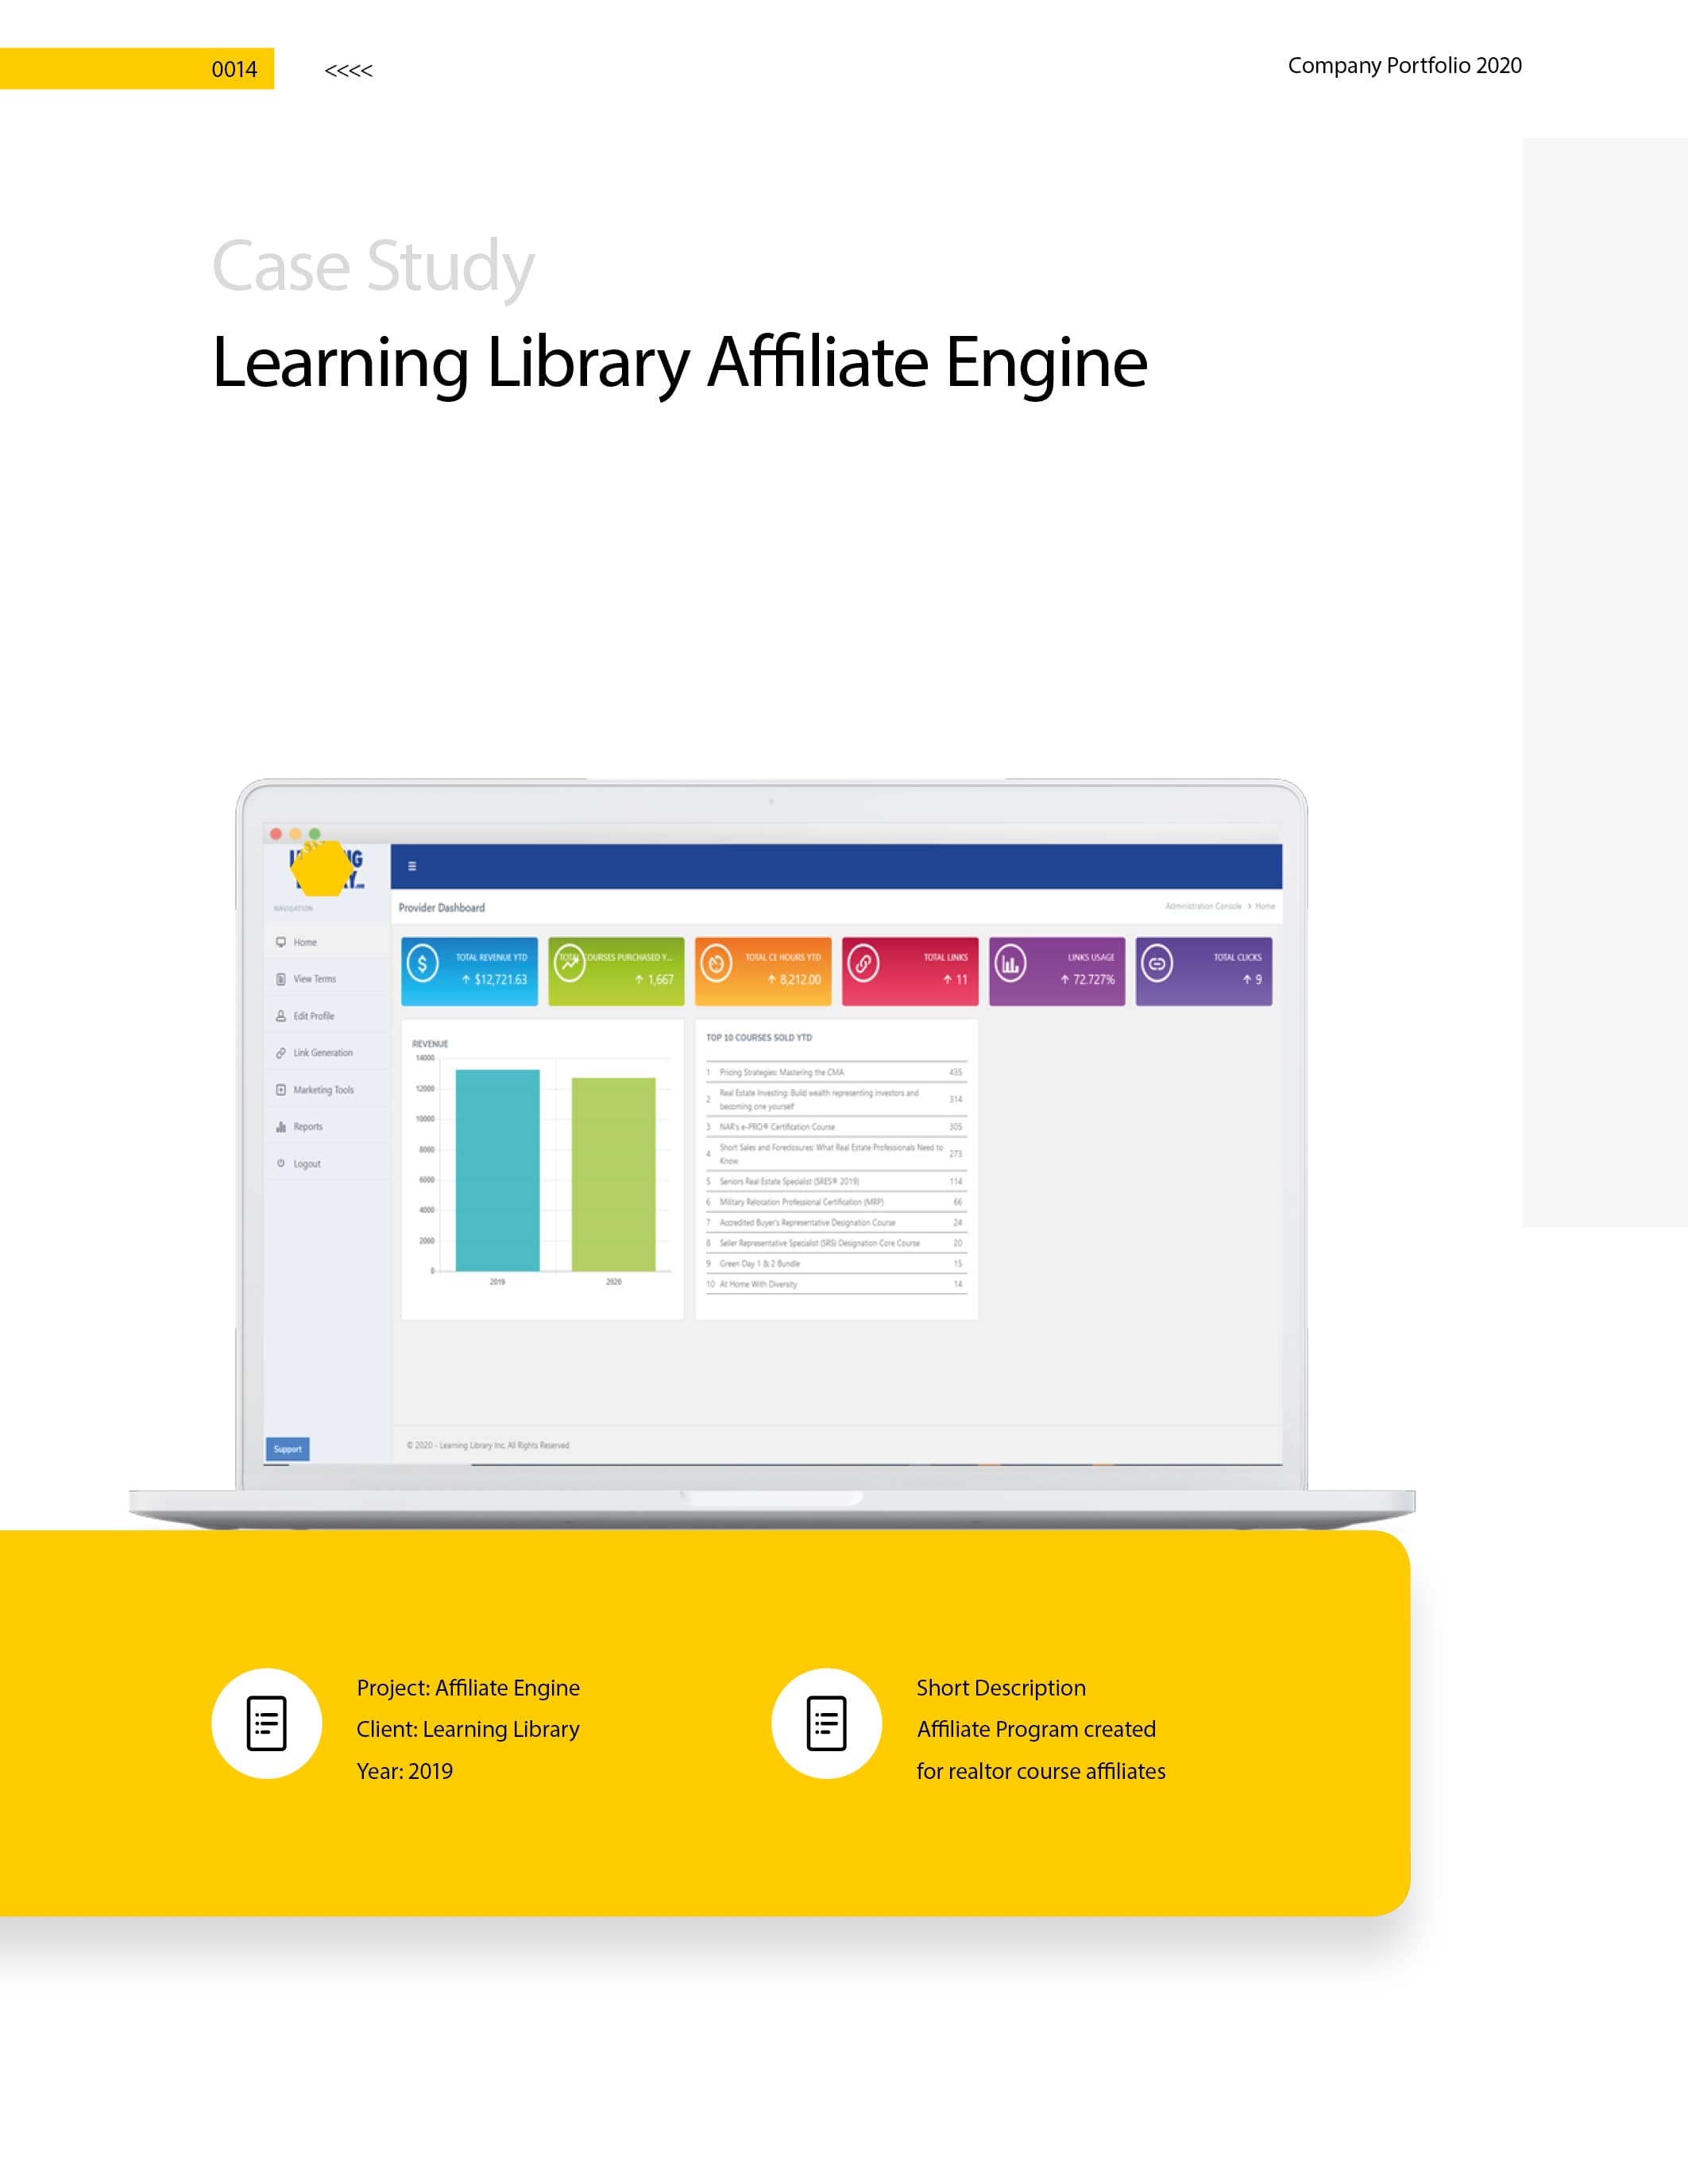 0014
<<<<
Company Portfolio 2020
Case Study
Learning Library Affiliate Engine
NAVIGATION
Home
View Terms
Edit Profile
Link Generation
Marketing Tools
Reports
Logout
Support
Provider Dashboard
Administration Console > Home
TOTAL REVENUE YTD
↑ $12,721.63
TOTAL COURSES PURCHASED Y...
↑ 1,667
TOTAL CE HOURS YTD
↑ 8,212.00
TOTAL LINKS
↑ 11
LINKS USAGE
↑ 72.727%
TOTAL CLICKS
↑ 9
REVENUE
14000
12000
10000
8000
6000
4000
2000
0
2019 2020
TOP 10 COURSES SOLD YTD
1 Pricing Strategies: Mastering the CMA 435
2 Real Estate Investing: Build wealth representing investors and
becoming one yourself 314
3 NAR's e-PRO® Certification Course 305
4 Short Sales and Foreclosures: What Real Estate Professionals Need to
Know 273
5 Seniors Real Estate Specialist (SRES® 2019) 114
6 Military Relocation Professional Certification (MRP) 66
7 Accredited Buyer's Representative Designation Course 24
8 Seller Representative Specialist (SRS) Designation Core Course 20
9 Green Day 1 & 2 Bundle 15
10 At Home With Diversity 14
© 2020 - Learning Library Inc. All Rights Reserved
Project: Affiliate Engine
Client: Learning Library
Year: 2019
Short Description
Affiliate Program created
for realtor course affiliates